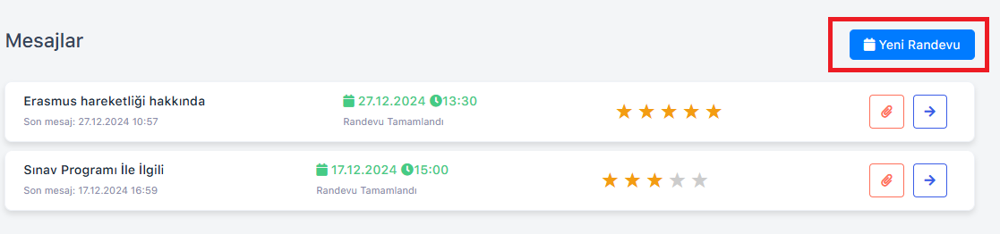 Mesajlar
Yeni Randevu
Erasmus hareketliği hakkında
27.12.2024 13:30
Son mesaj: 27.12.2024 10:57
Randevu Tamamlandı
Sınav Programı İle İlgili
17.12.2024 15:00
Son mesaj: 17.12.2024 16:59
Randevu Tamamlandı